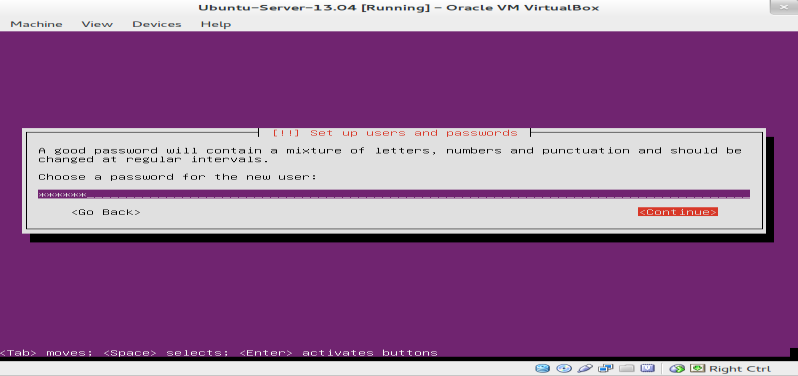 Ubuntu-Server-13.04 [Running] - Oracle VM VirtualBox
Machine View Devices Help
[!!] Set up users and passwords
A good password will contain a mixture of letters, numbers and punctuation and should be
changed at regular intervals.
Choose a password for the new user:
*******
<Go Back> <Continue>
<Tab> moves; <Space> selects; <Enter> activates buttons
Right Ctrl